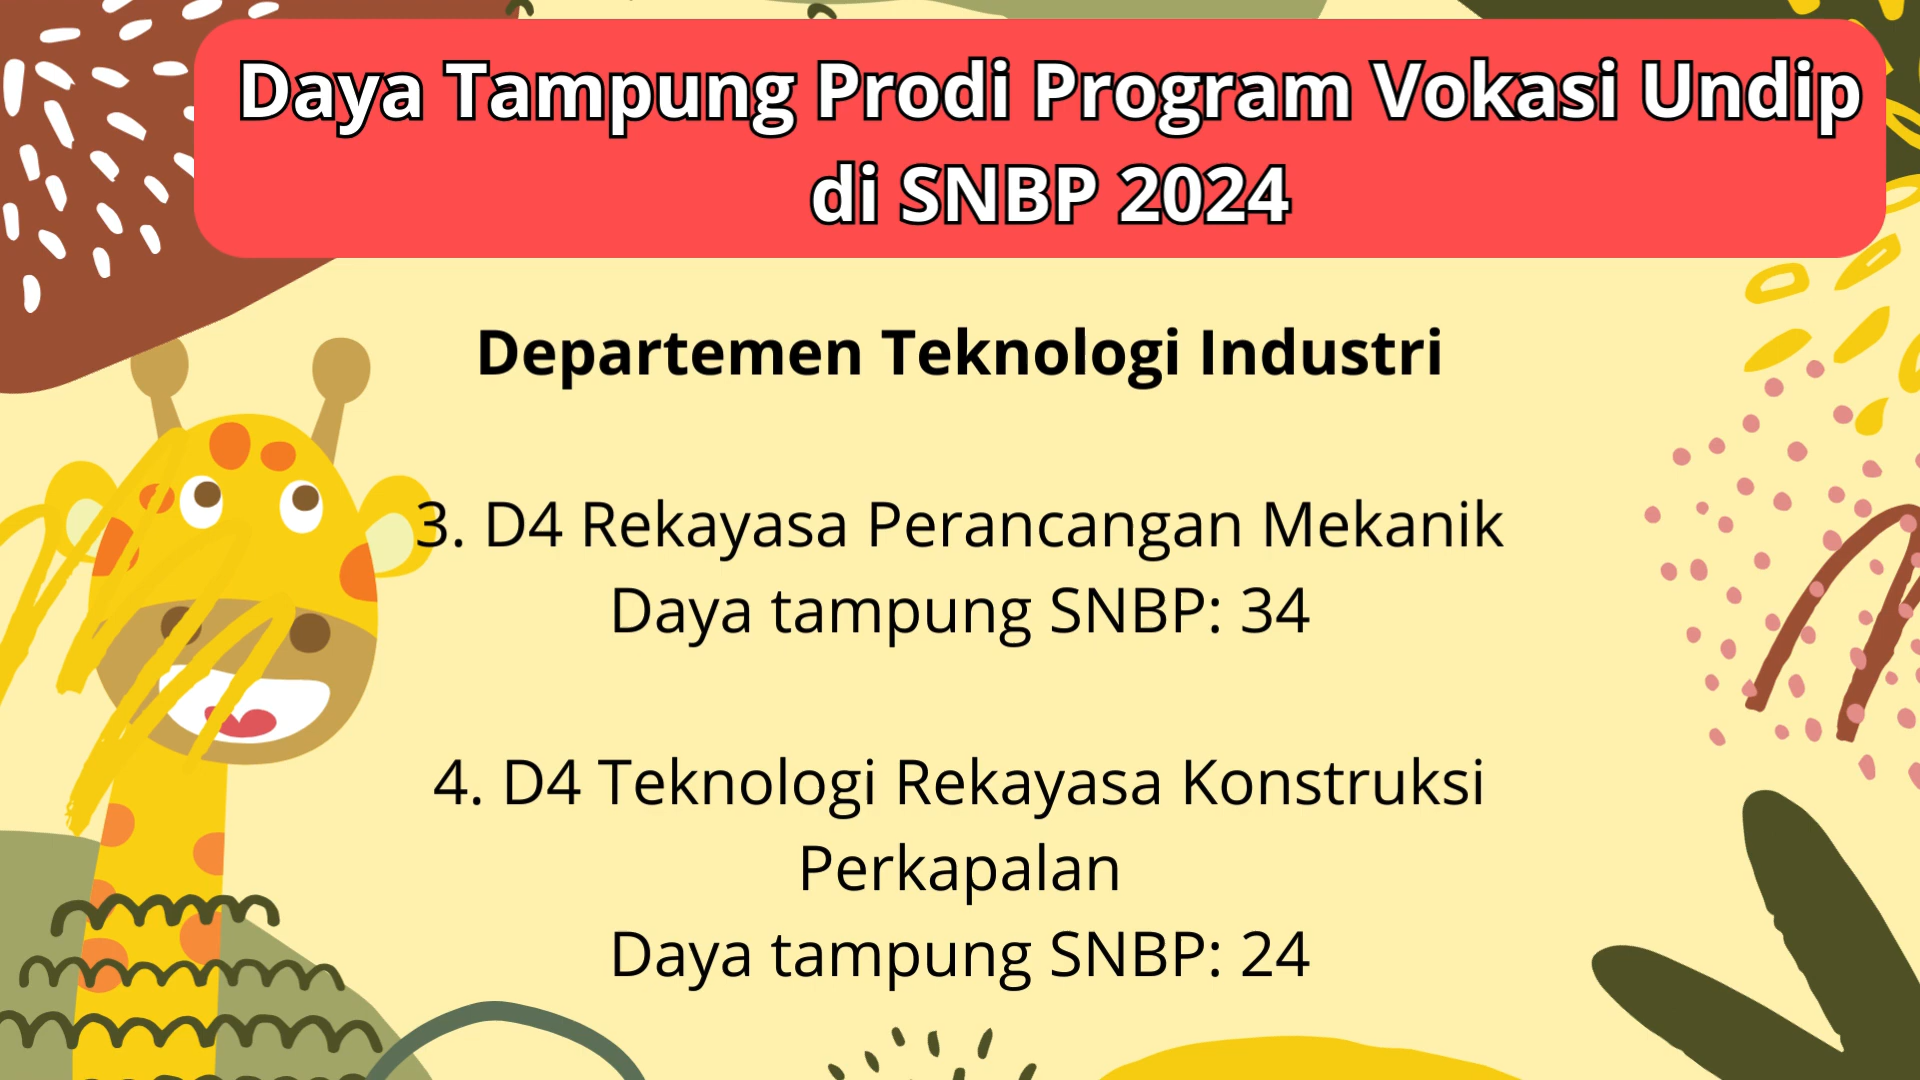 Daya Tampung Prodi Program Vokasi Undip
di SNBP 2024
Departemen Teknologi Industri
3. D4 Rekayasa Perancangan Mekanik
Daya tampung SNBP: 34
4. D4 Teknologi Rekayasa Konstruksi
Perkapalan
Daya tampung SNBP: 24